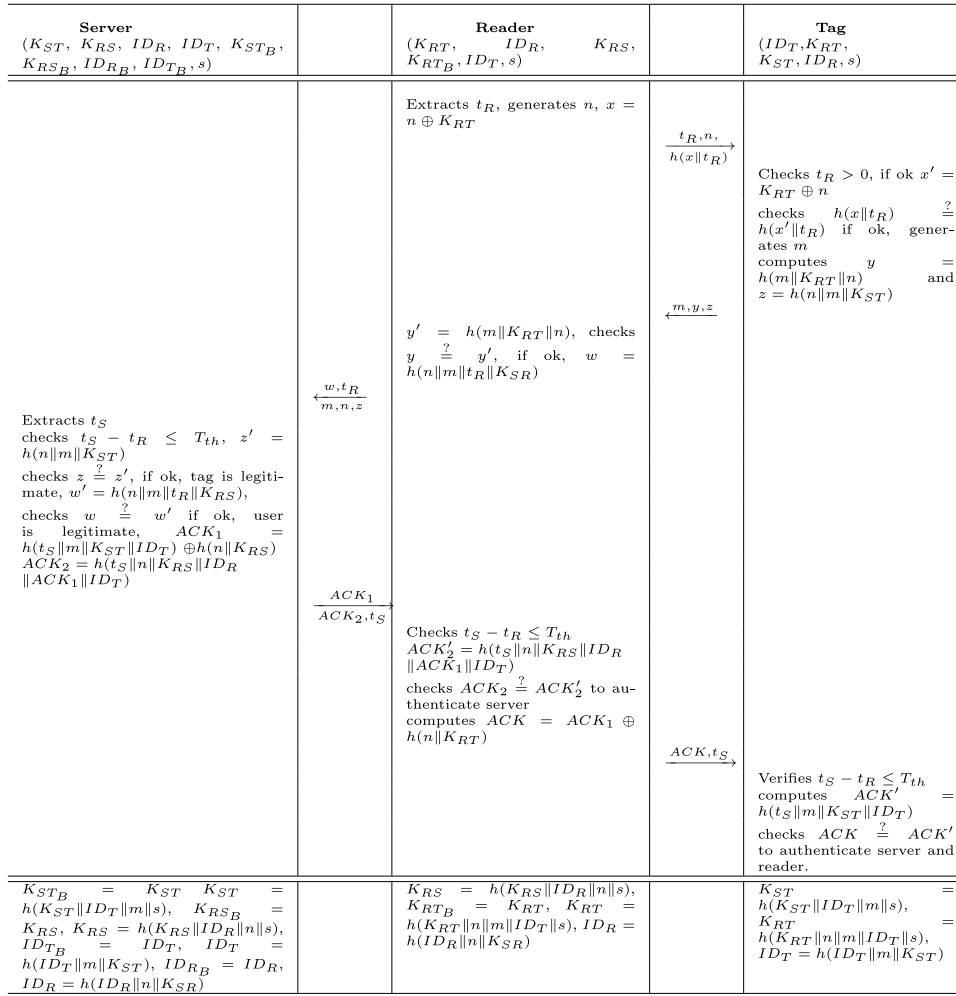 Server
(K_ST, K_RS, ID_R, ID_T, K_ST_B,
K_RS_B, ID_R_B, ID_T_B, s)
Reader
(K_RT, ID_R, K_RS,
K_RT_B, ID_T, s)
Tag
(ID_T,K_RT,
K_ST, ID_R, s)
Extracts t_R, generates n, x =
n ⊕ K_RT
t_R,n,
h(x‖t_R)
Checks t_R > 0, if ok x′ =
K_RT ⊕ n
checks h(x‖t_R) ?=
h(x′‖t_R) if ok, gener-
ates m
computes y =
h(m‖K_RT‖n) and
z = h(n‖m‖K_ST)
m,y,z
y′ = h(m‖K_RT‖n), checks
y ?= y′, if ok, w =
h(n‖m‖t_R‖K_SR)
w,t_R
m,n,z
Extracts t_S
checks t_S − t_R ≤ T_th, z′ =
h(n‖m‖K_ST)
checks z ?= z′, if ok, tag is legiti-
mate, w′ = h(n‖m‖t_R‖K_RS),
checks w ?= w′ if ok, user
is legitimate, ACK_1 =
h(t_S‖m‖K_ST‖ID_T) ⊕h(n‖K_RS)
ACK_2 = h(t_S‖n‖K_RS‖ID_R
‖ACK_1‖ID_T)
ACK_1
ACK_2,t_S
Checks t_S − t_R ≤ T_th
ACK′_2 = h(t_S‖n‖K_RS‖ID_R
‖ACK_1‖ID_T)
checks ACK_2 ?= ACK′_2 to au-
thenticate server
computes ACK = ACK_1 ⊕
h(n‖K_RT)
ACK,t_S
Verifies t_S − t_R ≤ T_th
computes ACK′ =
h(t_S‖m‖K_ST‖ID_T)
checks ACK ?= ACK′
to authenticate server and
reader.
K_ST_B = K_ST K_ST =
h(K_ST‖ID_T‖m‖s), K_RS_B =
K_RS, K_RS = h(K_RS‖ID_R‖n‖s),
ID_T_B = ID_T, ID_T =
h(ID_T‖m‖K_ST), ID_R_B = ID_R,
ID_R = h(ID_R‖n‖K_SR)
K_RS = h(K_RS‖ID_R‖n‖s),
K_RT_B = K_RT, K_RT =
h(K_RT‖n‖m‖ID_T‖s), ID_R =
h(ID_R‖n‖K_SR)
K_ST =
h(K_ST‖ID_T‖m‖s),
K_RT =
h(K_RT‖n‖m‖ID_T‖s),
ID_T = h(ID_T‖m‖K_ST)